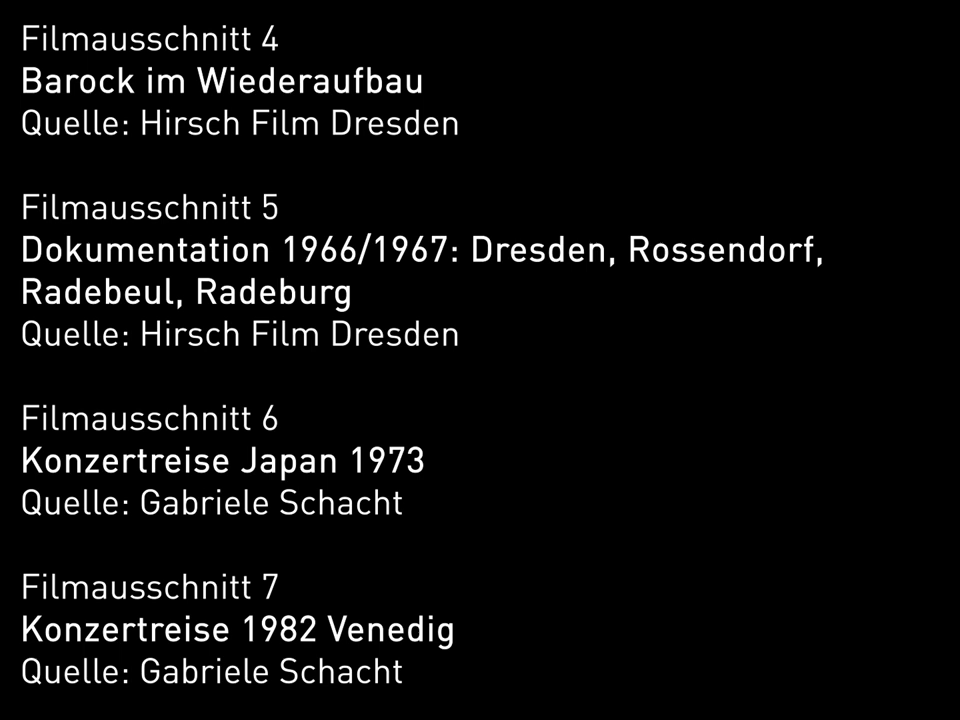 Filmausschnitt 4
Barock im Wiederaufbau
Quelle: Hirsch Film Dresden
Filmausschnitt 5
Dokumentation 1966/1967: Dresden, Rossendorf,
Radebeul, Radeburg
Quelle: Hirsch Film Dresden
Filmausschnitt 6
Konzertreise Japan 1973
Quelle: Gabriele Schacht
Filmausschnitt 7
Konzertreise 1982 Venedig
Quelle: Gabriele Schacht